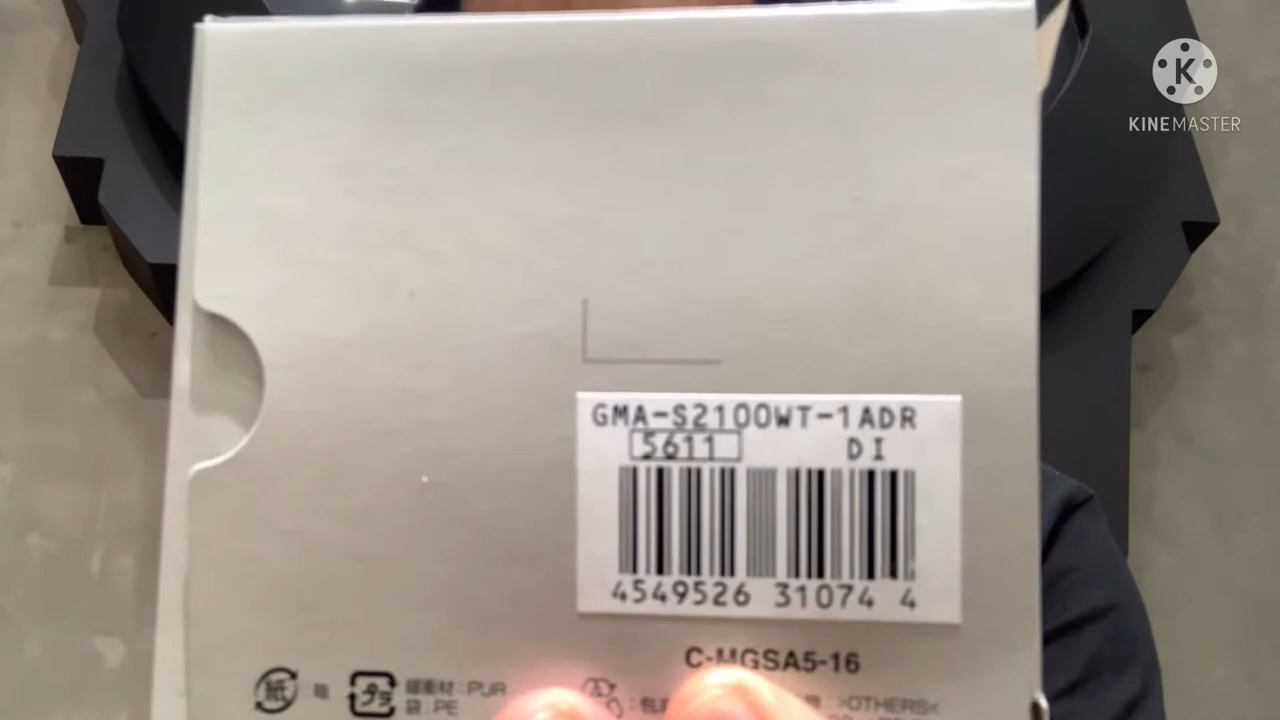 K
KINEMASTER
GMA-S2100WT-1ADR
5611 DI
4549526 31074 4
C-MGSA5-16
紙 箱
プラ 緩衝材:PUR
袋:PE
>OTHERS<